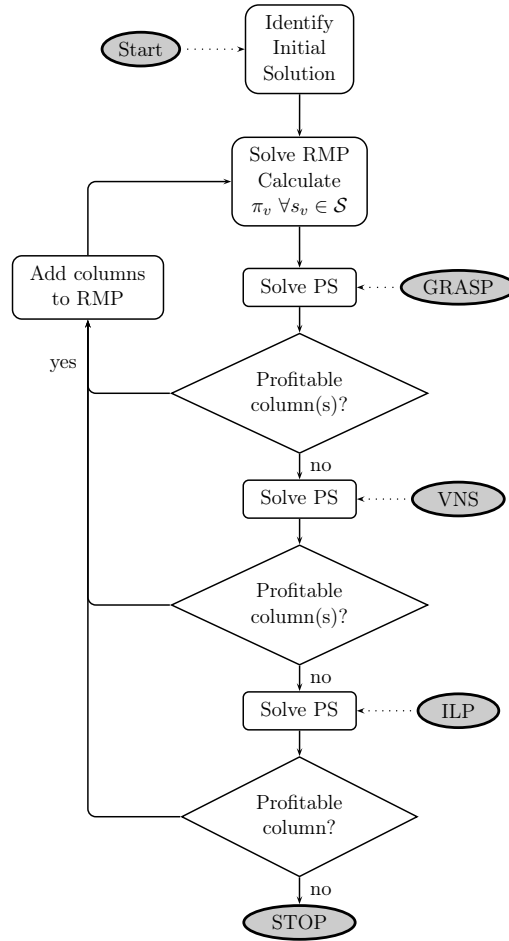 Start
Identify
Initial
Solution
Solve RMP
Calculate
π_v ∀s_v ∈ 𝒮
Add columns
to RMP
Solve PS
GRASP
yes
Profitable
column(s)?
no
Solve PS
VNS
Profitable
column(s)?
no
Solve PS
ILP
Profitable
column?
no
STOP